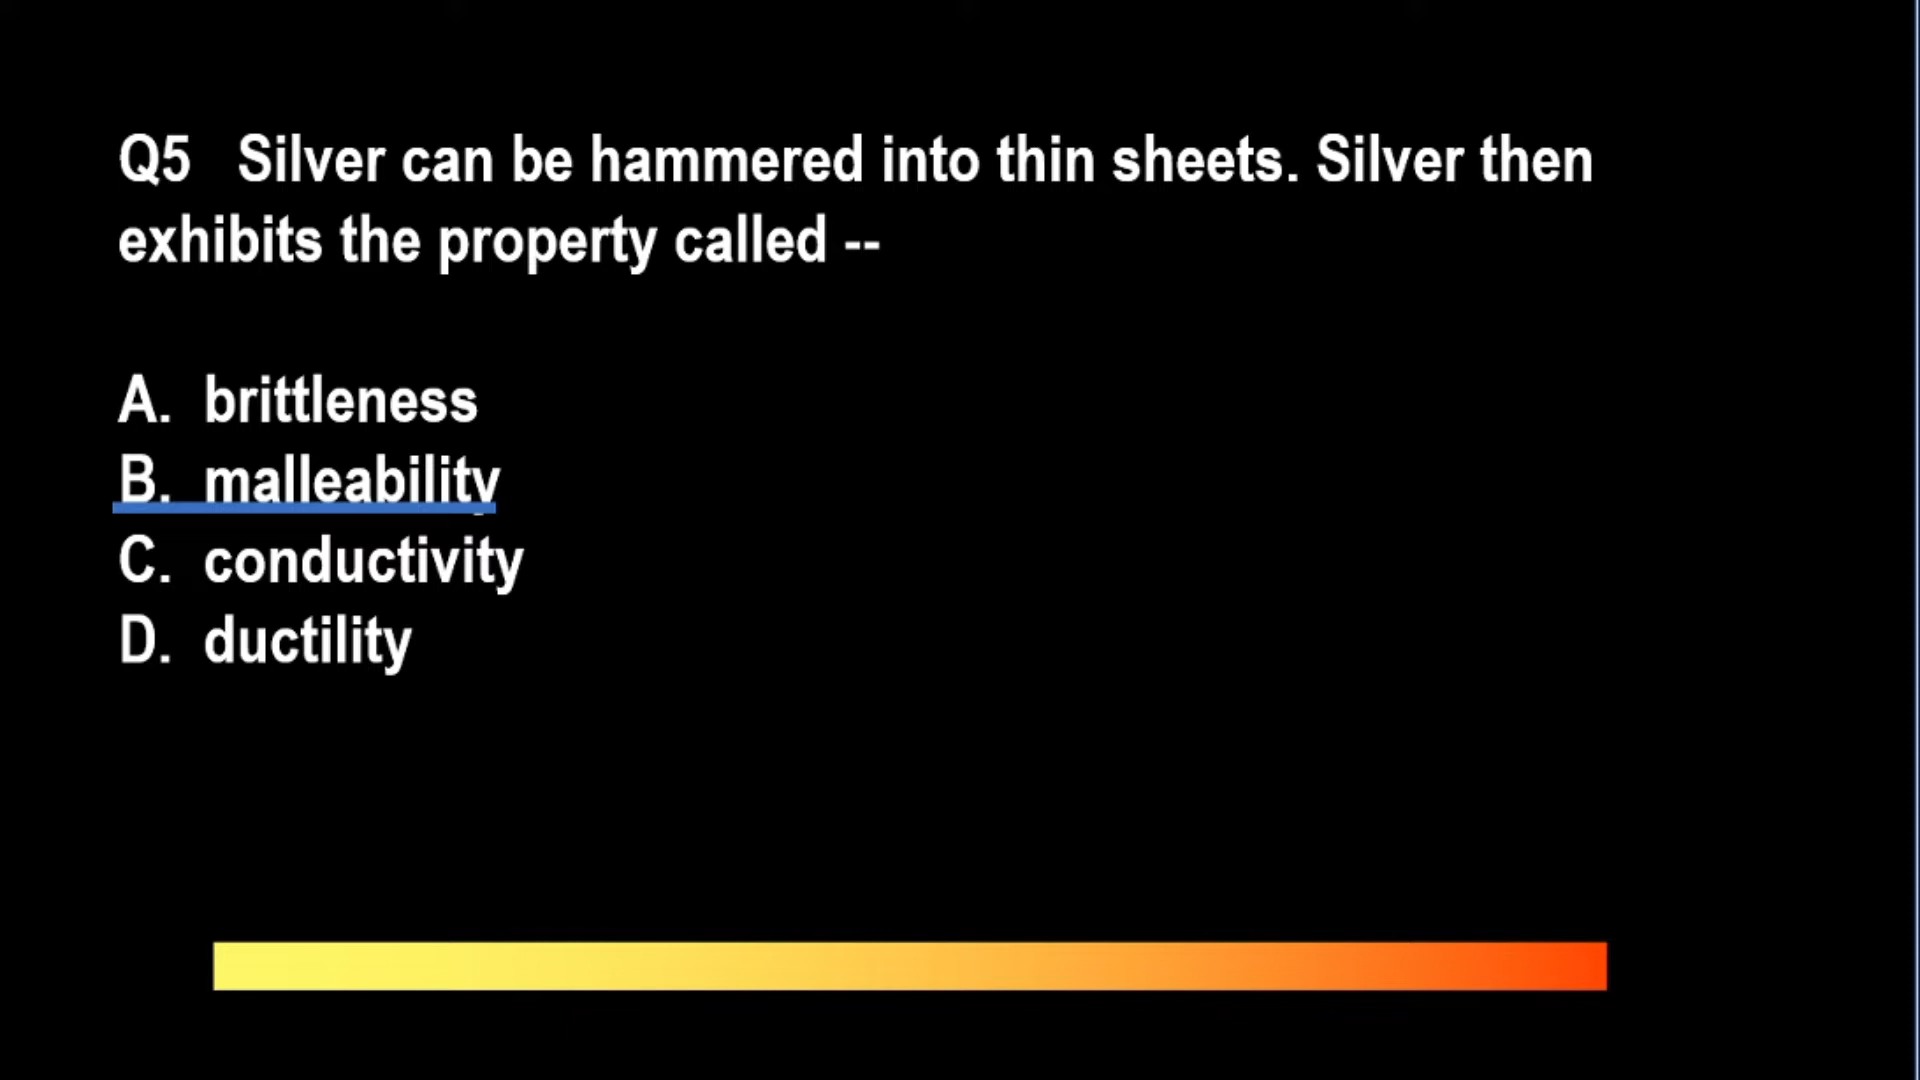 Q5 Silver can be hammered into thin sheets. Silver then
exhibits the property called --
A. brittleness
B. malleability
C. conductivity
D. ductility